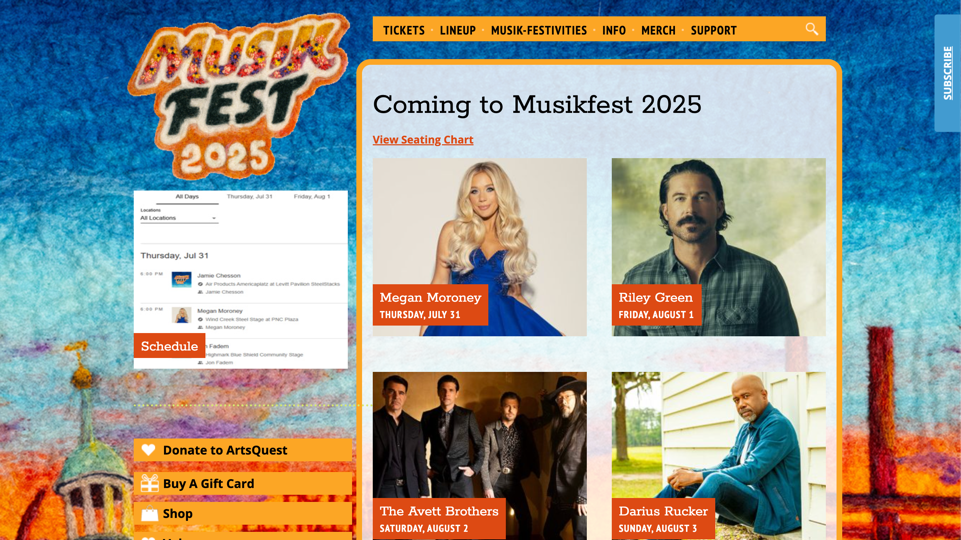 MUSIK
FEST
2025
TICKETS · LINEUP · MUSIK-FESTIVITIES · INFO · MERCH · SUPPORT
SUBSCRIBE
Coming to Musikfest 2025
View Seating Chart
All Days Thursday, Jul 31 Friday, Aug 1
Locations
All Locations
Thursday, Jul 31
6:00 PM Jamie Chesson
Air Products Americaplatz at Levitt Pavilion SteelStacks
Jamie Chesson
6:00 PM Megan Moroney
Wind Creek Steel Stage at PNC Plaza
Megan Moroney
Fadem
Highmark Blue Shield Community Stage
Jon Fadem
Schedule
Megan Moroney
THURSDAY, JULY 31
Riley Green
FRIDAY, AUGUST 1
The Avett Brothers
SATURDAY, AUGUST 2
Darius Rucker
SUNDAY, AUGUST 3
Donate to ArtsQuest
Buy A Gift Card
Shop